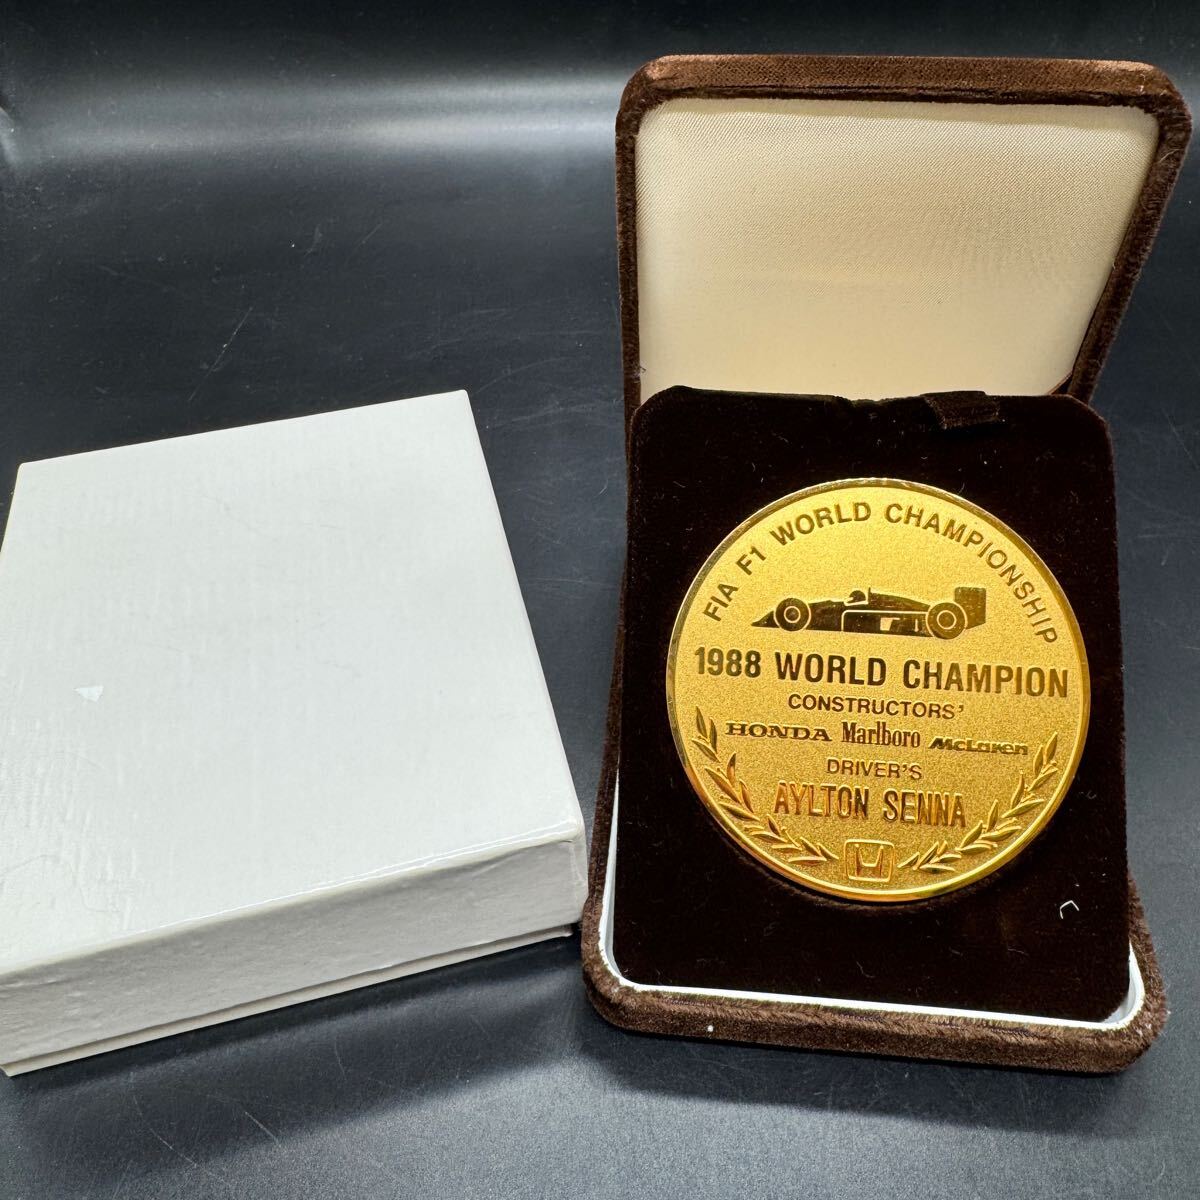 FIA F1 WORLD CHAMPIONSHIP
1988 WORLD CHAMPION
CONSTRUCTORS'
HONDA Marlboro McLaren
DRIVER'S
AYLTON SENNA